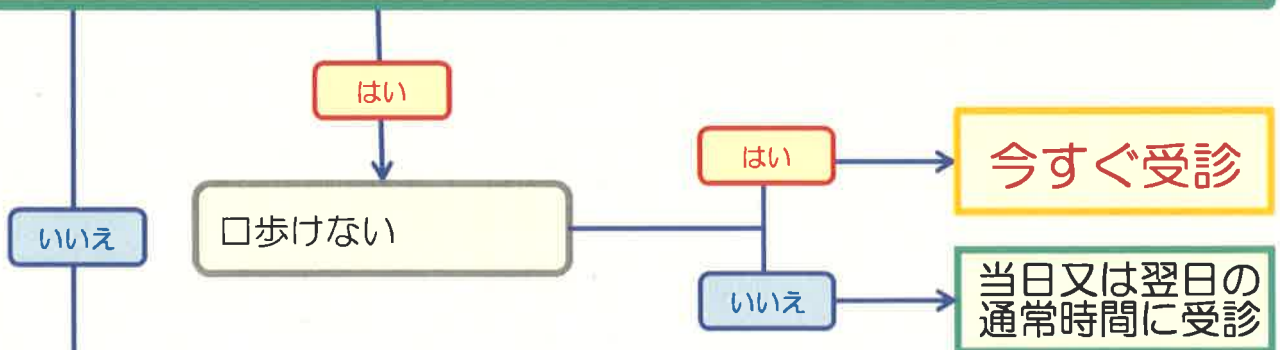 はい
はい
今すぐ受診
いいえ
□歩けない
いいえ
当日又は翌日の
通常時間に受診